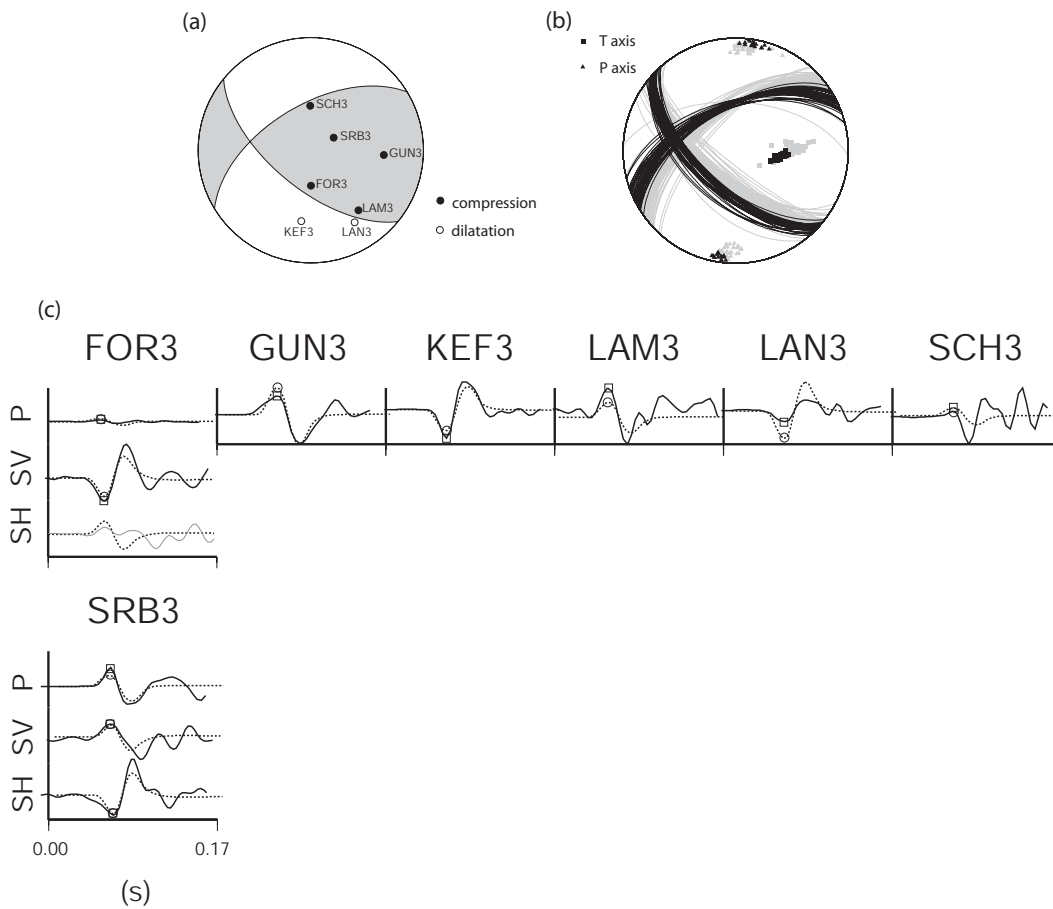 (a)
(b)
T axis
P axis
SCH3
SRB3
GUN3
FOR3
LAM3
KEF3
LAN3
compression
dilatation
(c)
FOR3
GUN3
KEF3
LAM3
LAN3
SCH3
P
SV
SH
SRB3
P
SV
SH
0.00
0.17
(s)